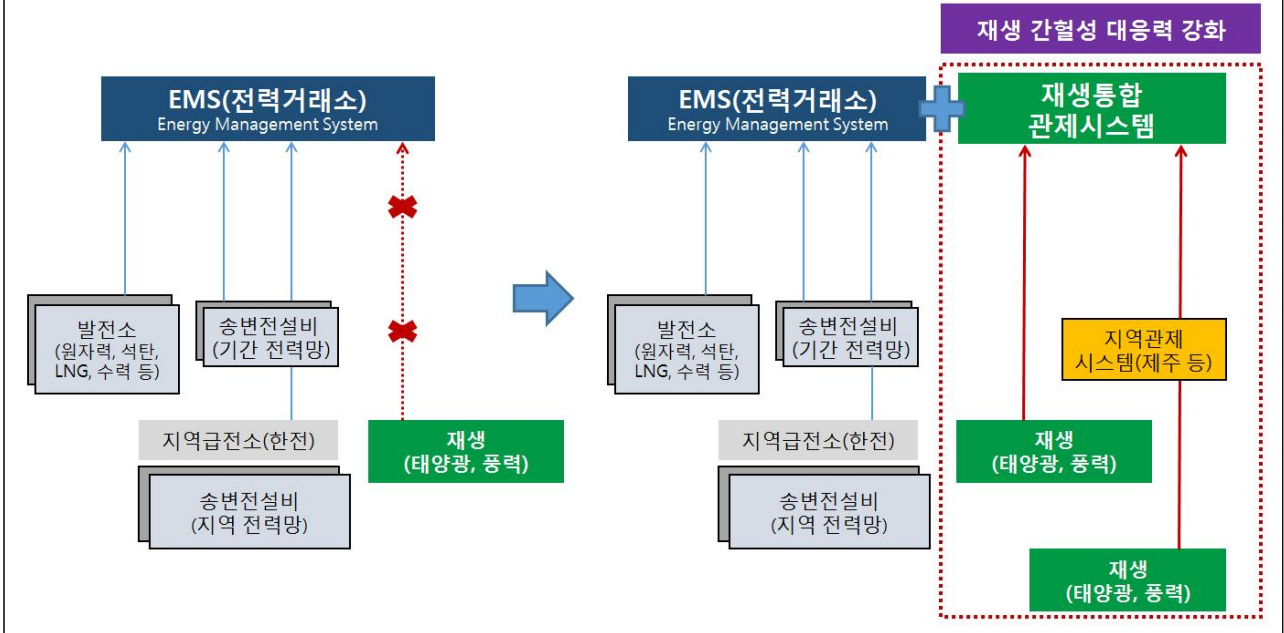 재생 간헐성 대응력 강화
EMS(전력거래소)
Energy Management System
발전소
(원자력, 석탄,
LNG, 수력 등)
송변전설비
(기간 전력망)
지역급전소(한전)
송변전설비
(지역 전력망)
재생
(태양광, 풍력)
EMS(전력거래소)
Energy Management System
재생통합
관제시스템
발전소
(원자력, 석탄,
LNG, 수력 등)
송변전설비
(기간 전력망)
지역관제
시스템(제주 등)
지역급전소(한전)
송변전설비
(지역 전력망)
재생
(태양광, 풍력)
재생
(태양광, 풍력)